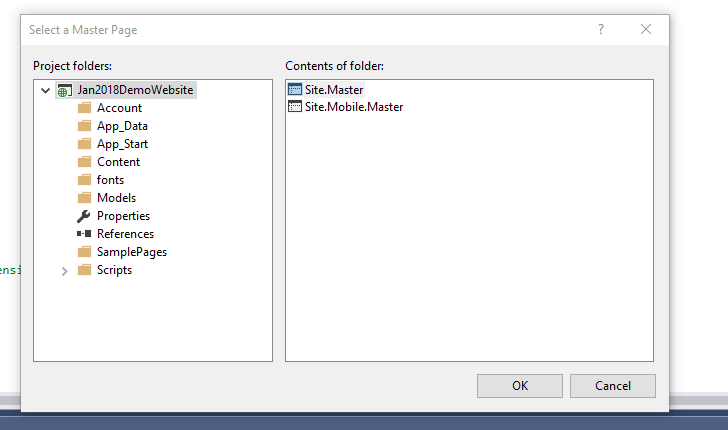 Select a Master Page
?
Project folders:
Contents of folder:
Jan2018DemoWebsite
Account
App_Data
App_Start
Content
fonts
Models
Properties
References
SamplePages
Scripts
Site.Master
Site.Mobile.Master
ensi
OK
Cancel